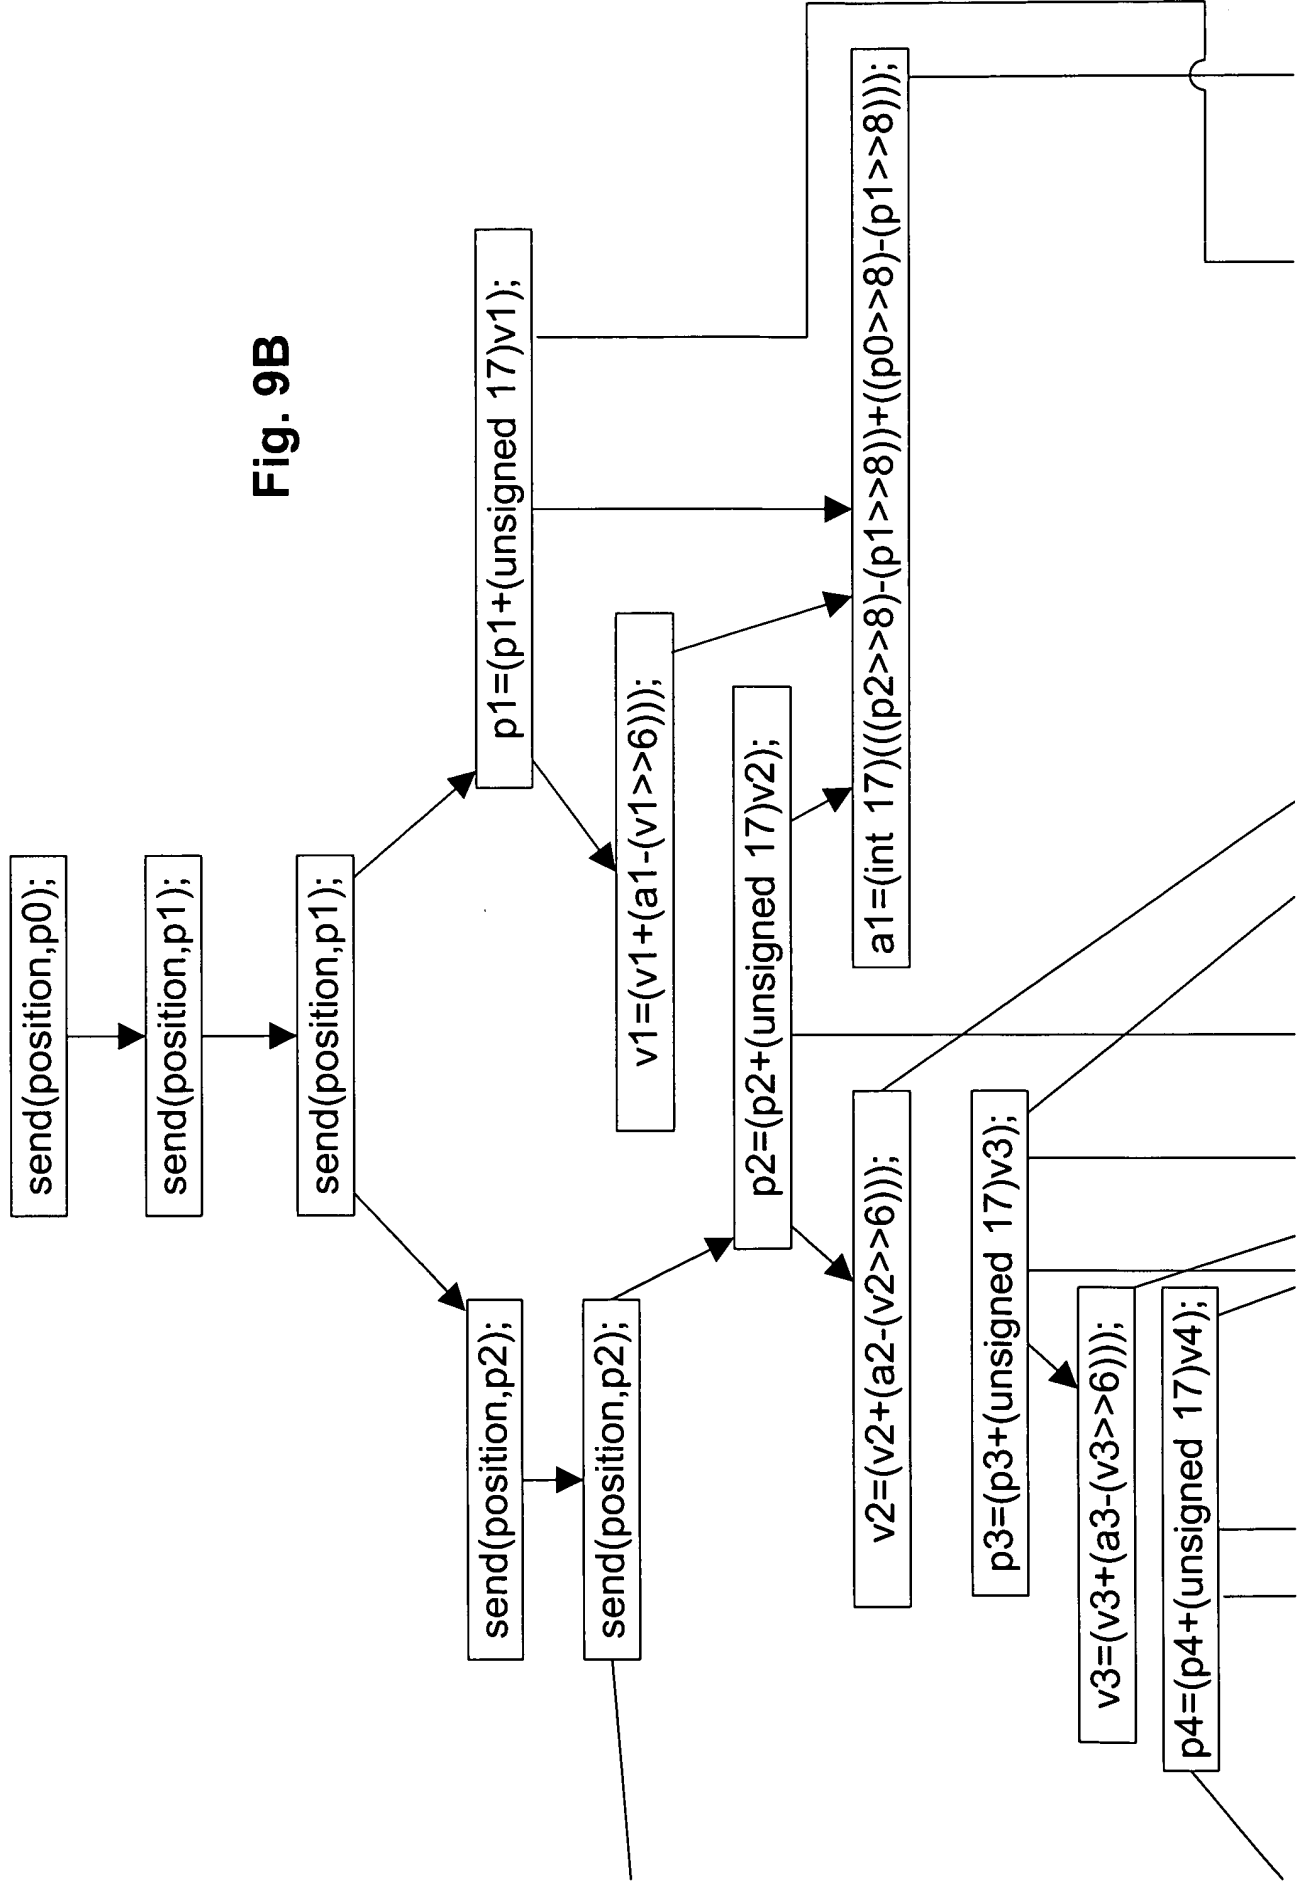 Fig. 9B
send(position,p0);
send(position,p1);
send(position,p1);
send(position,p2);
send(position,p2);
p1=(p1+(unsigned 17)v1);
v1=(v1+(a1-(v1>>6)));
p2=(p2+(unsigned 17)v2);
a1=(int 17)(((p2>>8)-(p1>>8))+((p0>>8)-(p1>>8)));
v2=(v2+(a2-(v2>>6)));
p3=(p3+(unsigned 17)v3);
v3=(v3+(a3-(v3>>6)));
p4=(p4+(unsigned 17)v4);